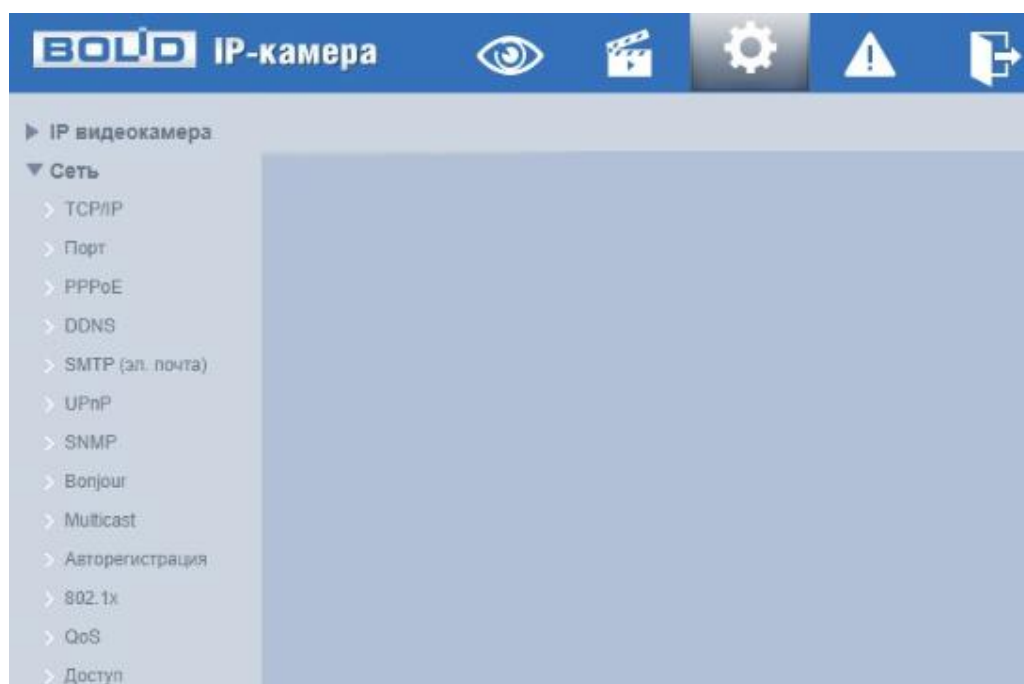 BOLID IP-камера
IP видеокамера
Сеть
TCP/IP
Порт
PPPoE
DDNS
SMTP (эл. почта)
UPnP
SNMP
Bonjour
Multicast
Авторегистрация
802.1x
QoS
Доступ